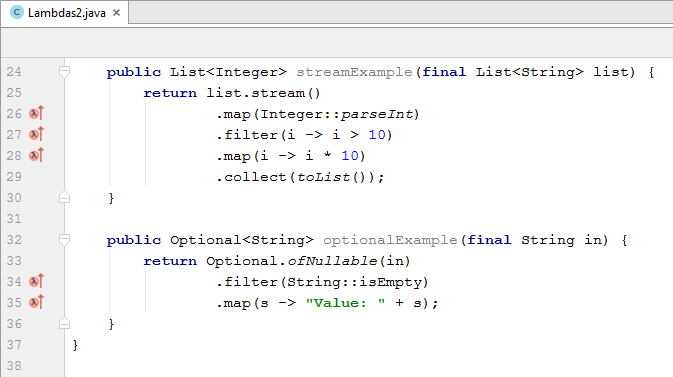 C Lambdas2.java ×
24 public List<Integer> streamExample(final List<String> list) {
25 return list.stream()
26 .map(Integer::parseInt)
27 .filter(i -> i > 10)
28 .map(i -> i * 10)
29 .collect(toList());
30 }
31
32 public Optional<String> optionalExample(final String in) {
33 return Optional.ofNullable(in)
34 .filter(String::isEmpty)
35 .map(s -> "Value: " + s);
36 }
37 }
38